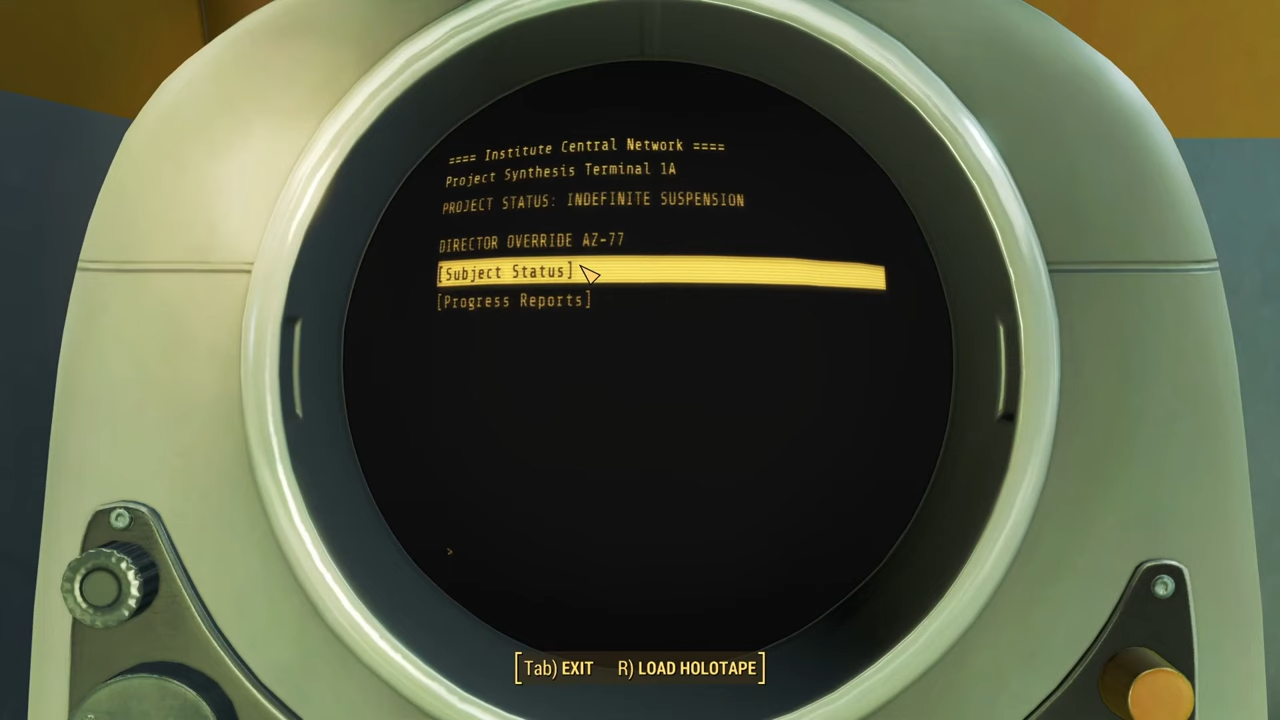 ==== Institute Central Network ====
Project Synthesis Terminal 1A
PROJECT STATUS: INDEFINITE SUSPENSION
DIRECTOR OVERRIDE AZ-77
[Subject Status]
[Progress Reports]
>
[Tab) EXIT R) LOAD HOLOTAPE]